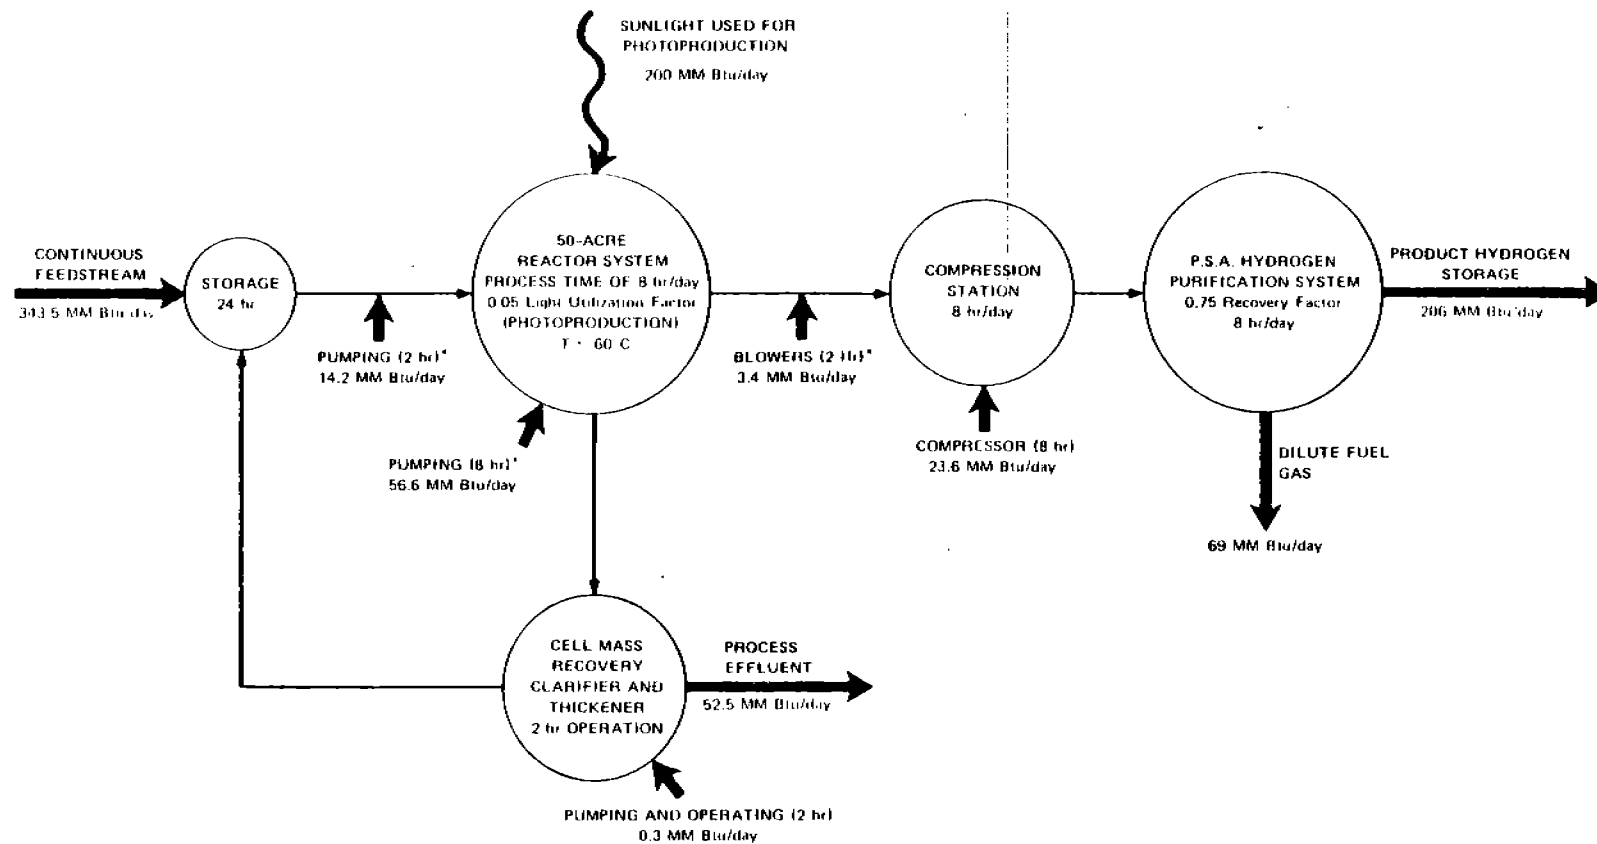 SUNLIGHT USED FOR
PHOTOPRODUCTION
200 MM Btu/day
CONTINUOUS
FEEDSTREAM
343.5 MM Btu/day
STORAGE
24 hr
PUMPING (2 hr)*
14.2 MM Btu/day
50-ACRE
REACTOR SYSTEM
PROCESS TIME OF 8 hr/day
0.05 Light Utilization Factor
(PHOTOPRODUCTION)
60 C
PUMPING (8 hr)*
56.6 MM Btu/day
BLOWERS (2 hr)*
3.4 MM Btu/day
COMPRESSION
STATION
8 hr/day
COMPRESSOR (8 hr)
23.6 MM Btu/day
P.S.A. HYDROGEN
PURIFICATION SYSTEM
0.75 Recovery Factor
8 hr/day
PRODUCT HYDROGEN
STORAGE
206 MM Btu/day
DILUTE FUEL
GAS
69 MM Btu/day
CELL MASS
RECOVERY
CLARIFIER AND
THICKENER
2 hr OPERATION
PROCESS
EFFLUENT
52.5 MM Btu/day
PUMPING AND OPERATING (2 hr)
0.3 MM Btu/day